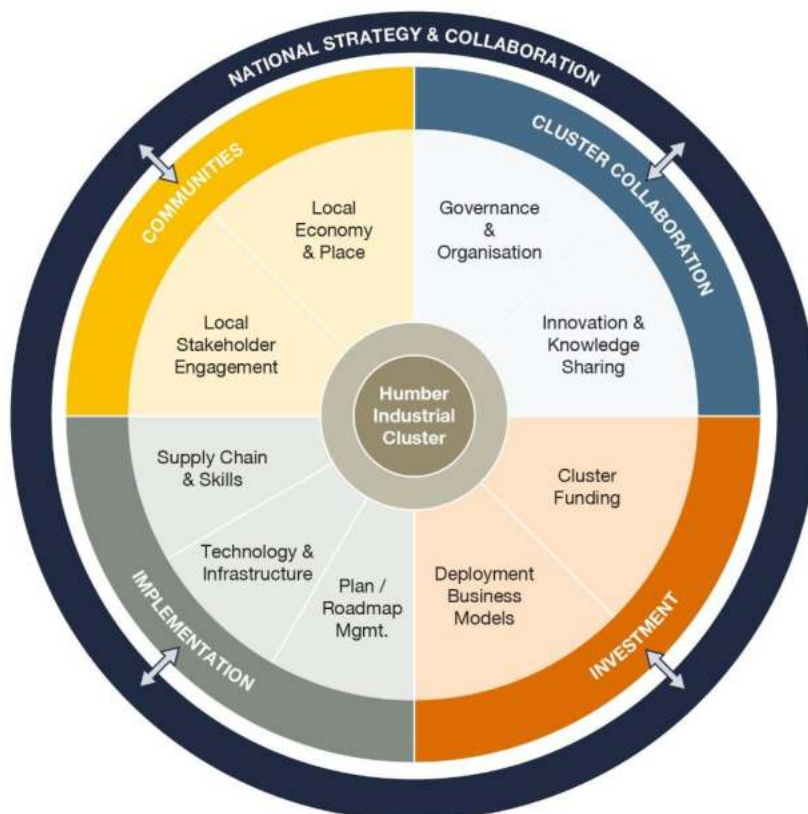 NATIONAL STRATEGY & COLLABORATION
COMMUNITIES
CLUSTER COLLABORATION
Local
Economy
& Place
Governance
&
Organisation
Local
Stakeholder
Engagement
Innovation &
Knowledge
Sharing
Humber
Industrial
Cluster
Supply Chain
& Skills
Cluster
Funding
Technology &
Infrastructure
Plan /
Roadmap
Mgmt.
Deployment
Business
Models
IMPLEMENTATION
INVESTMENT